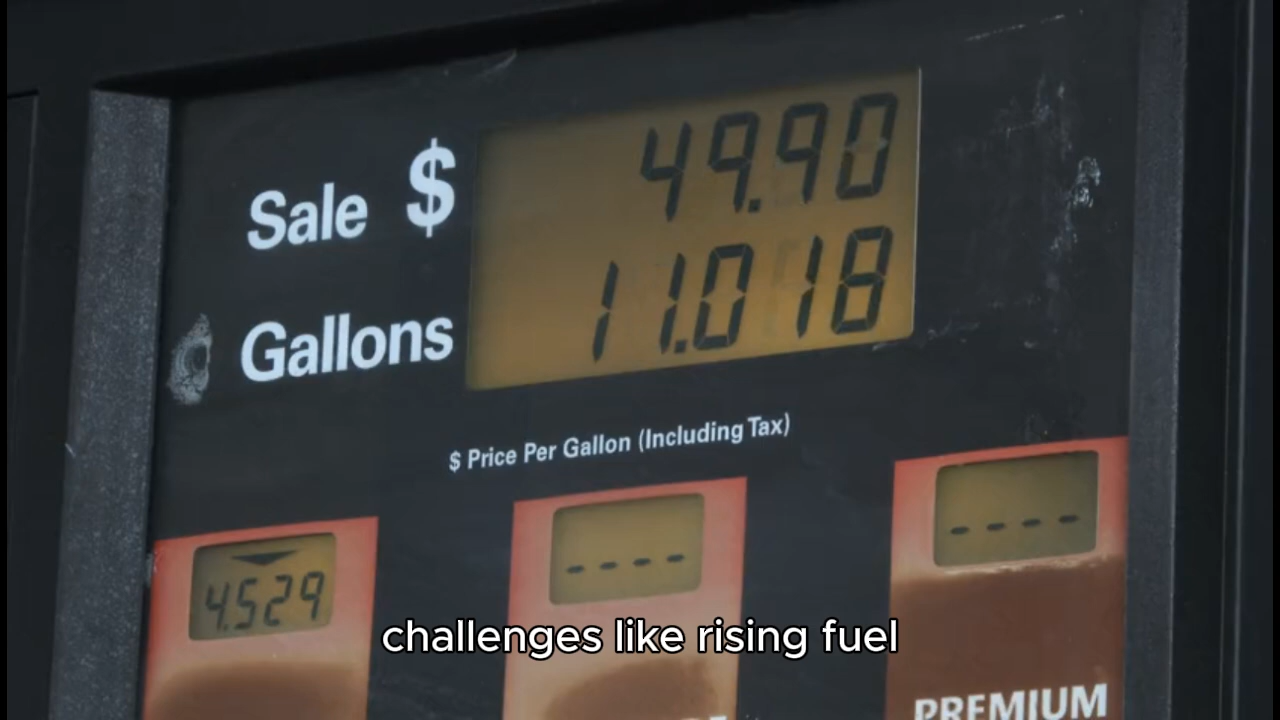 Sale $ 49.90
Gallons 11.018
$ Price Per Gallon (Including Tax)
4.529
- - - -
- - - -
challenges like rising fuel
PREMIUM